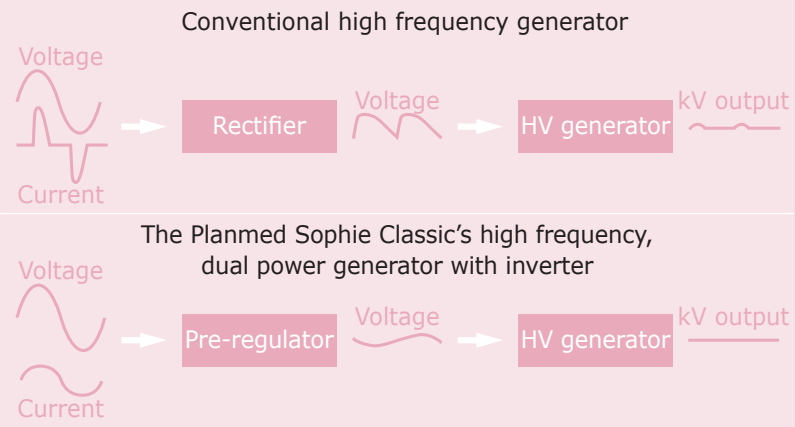 Conventional high frequency generator
Voltage
Rectifier
Voltage
HV generator
kV output
Current
The Planmed Sophie Classic’s high frequency,
dual power generator with inverter
Voltage
Pre-regulator
Voltage
HV generator
kV output
Current